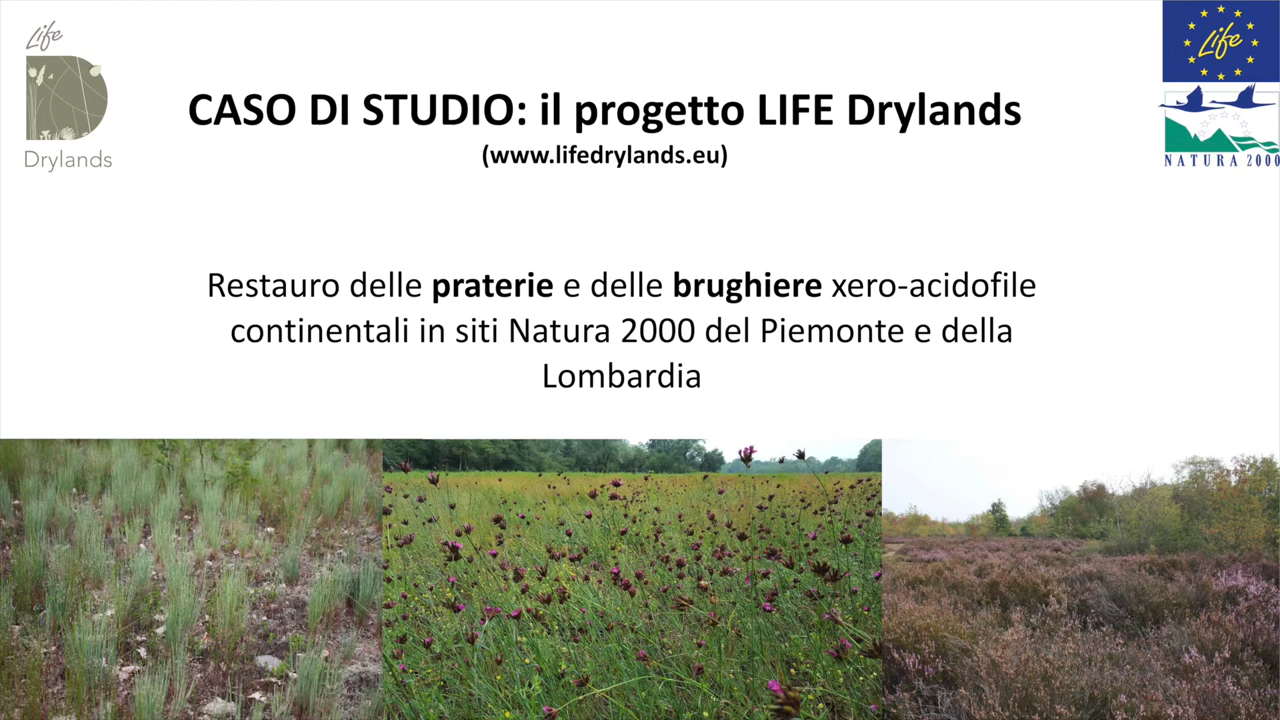 Life
Drylands
CASO DI STUDIO: il progetto LIFE Drylands
(www.lifedrylands.eu)
Life
NATURA 2000
Restauro delle praterie e delle brughiere xero-acidofile
continentali in siti Natura 2000 del Piemonte e della
Lombardia